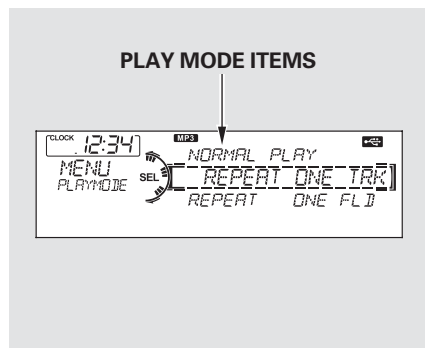 PLAY MODE ITEMS
CLOCK 12:34 MP3
NORMAL PLAY
MENU
PLAYMODE
SEL
REPEAT ONE TRK
REPEAT ONE FLD